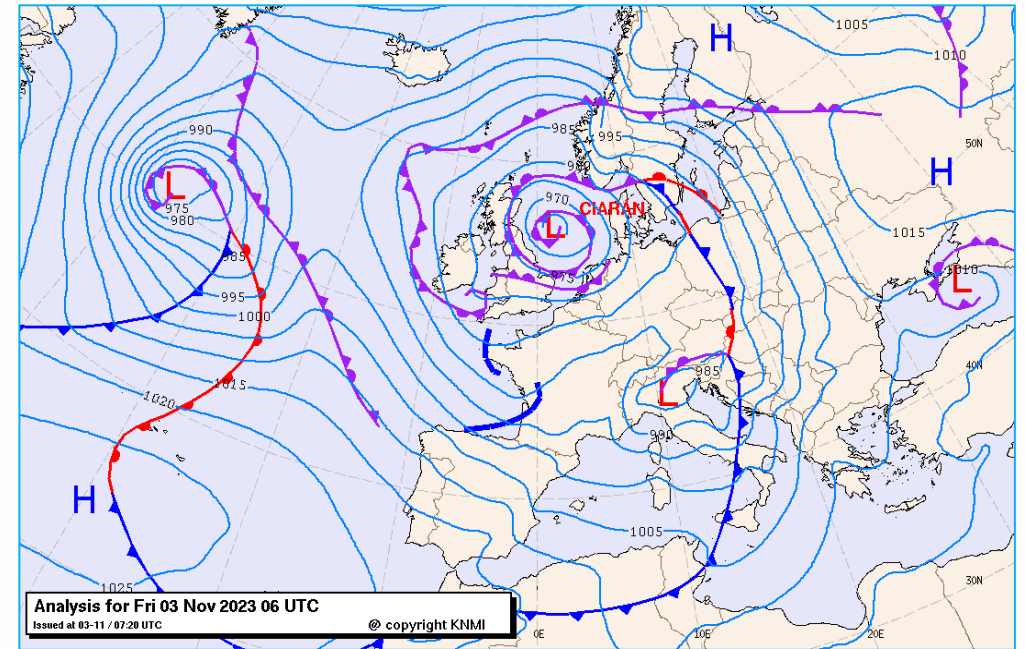 1005
H
1010
990
985
995
50N
980
H
L
975
970
CIARAN
980
L
1015
985
975
1010
L
995
1000
40N
985
1015
L
1020
990
H
1005
1025
30N
Analysis for Fri 03 Nov 2023 06 UTC
Issued at 03-11 / 07:20 UTC
@ copyright KNMI
0E
10E
20E